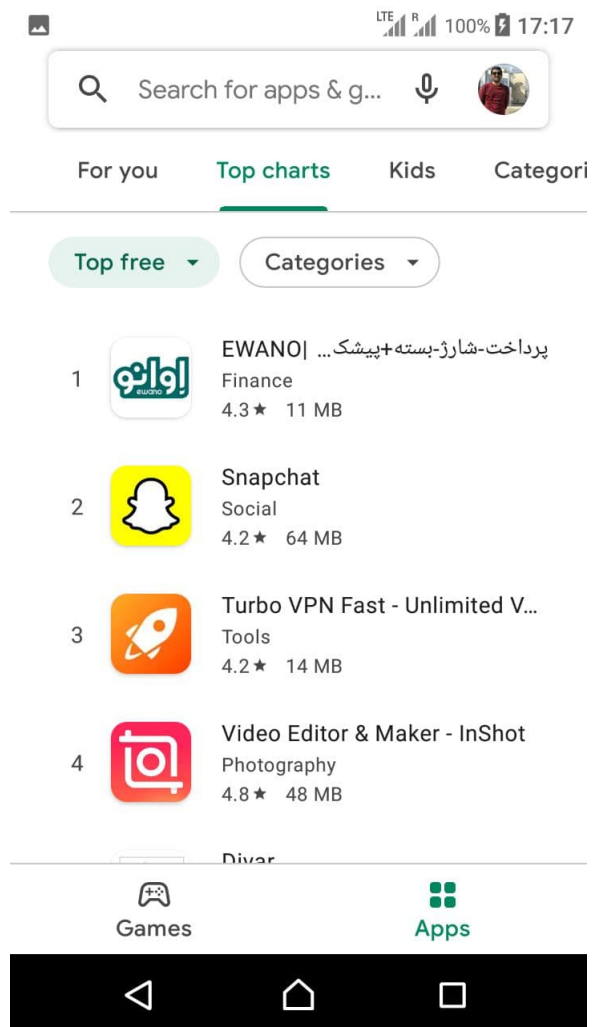 LTE R 100% 17:17
Search for apps & g...
For you Top charts Kids Categori
Top free Categories
1
اوانو
ewano
EWANO| پرداخت-شارژ-بسته+پیشک...
Finance
4.3★ 11 MB
2
Snapchat
Social
4.2★ 64 MB
3
Turbo VPN Fast - Unlimited V...
Tools
4.2★ 14 MB
4
Video Editor & Maker - InShot
Photography
4.8★ 48 MB
Divar
Games Apps